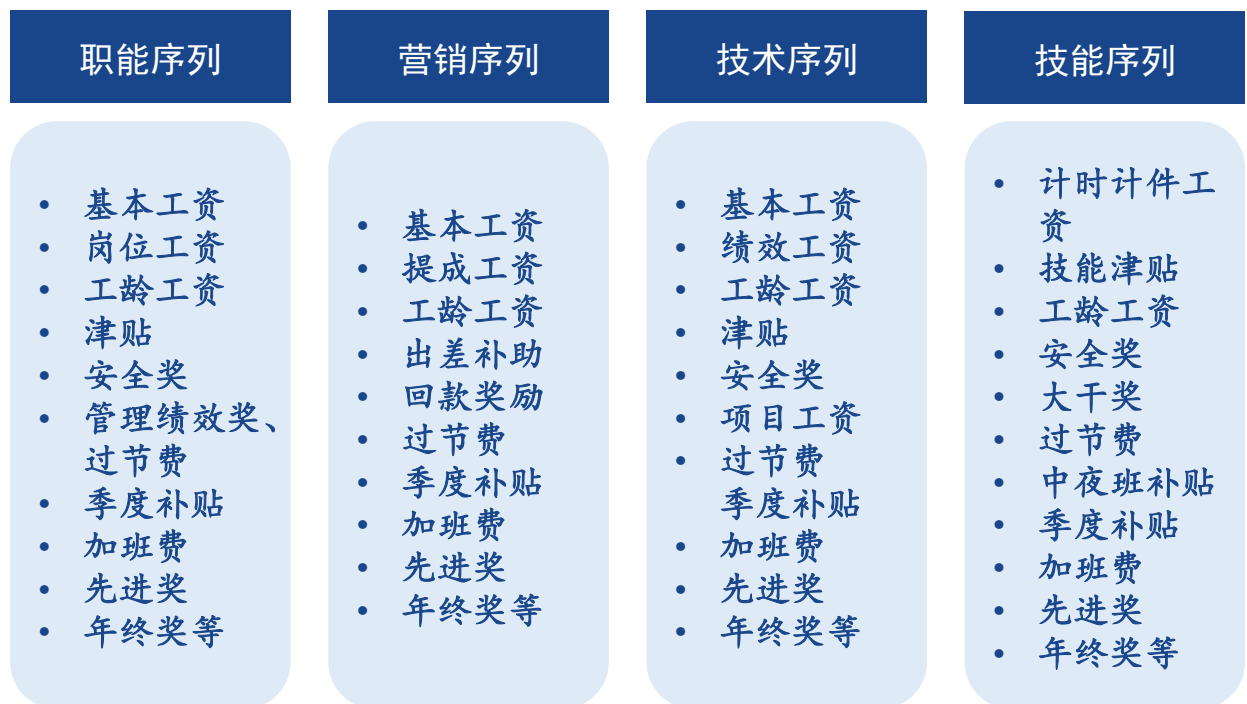 职能序列
• 基本工资
• 岗位工资
• 工龄工资
• 津贴
• 安全奖
• 管理绩效奖、
过节费
• 季度补贴
• 加班费
• 先进奖
• 年终奖等
营销序列
• 基本工资
• 提成工资
• 工龄工资
• 出差补助
• 回款奖励
• 过节费
• 季度补贴
• 加班费
• 先进奖
• 年终奖等
技术序列
• 基本工资
• 绩效工资
• 工龄工资
• 津贴
• 安全奖
• 项目工资
• 过节费
季度补贴
• 加班费
• 先进奖
• 年终奖等
技能序列
• 计时计件工
资
• 技能津贴
• 工龄工资
• 安全奖
• 大干奖
• 过节费
• 中夜班补贴
• 季度补贴
• 加班费
• 先进奖
• 年终奖等